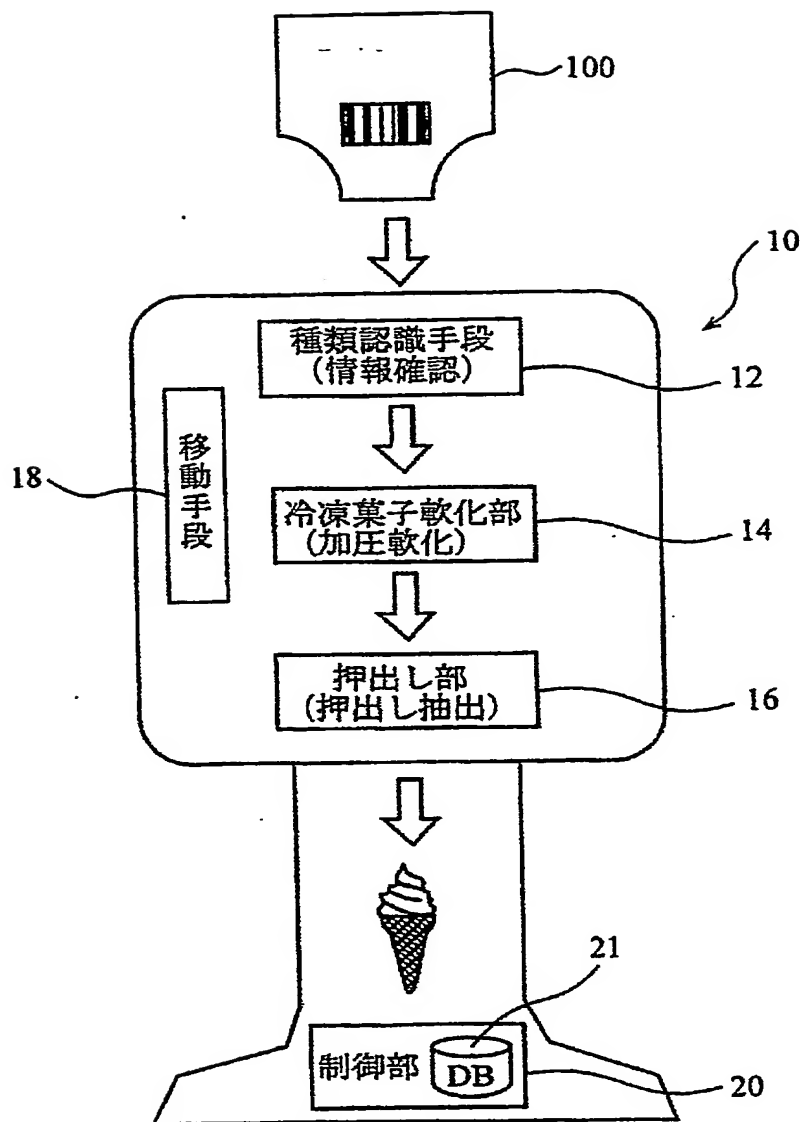 100
10
種類認識手段
(情報確認)
12
移動手段
18
冷凍菓子軟化部
(加圧軟化)
14
押出し部
(押出し抽出)
16
21
制御部
DB
20